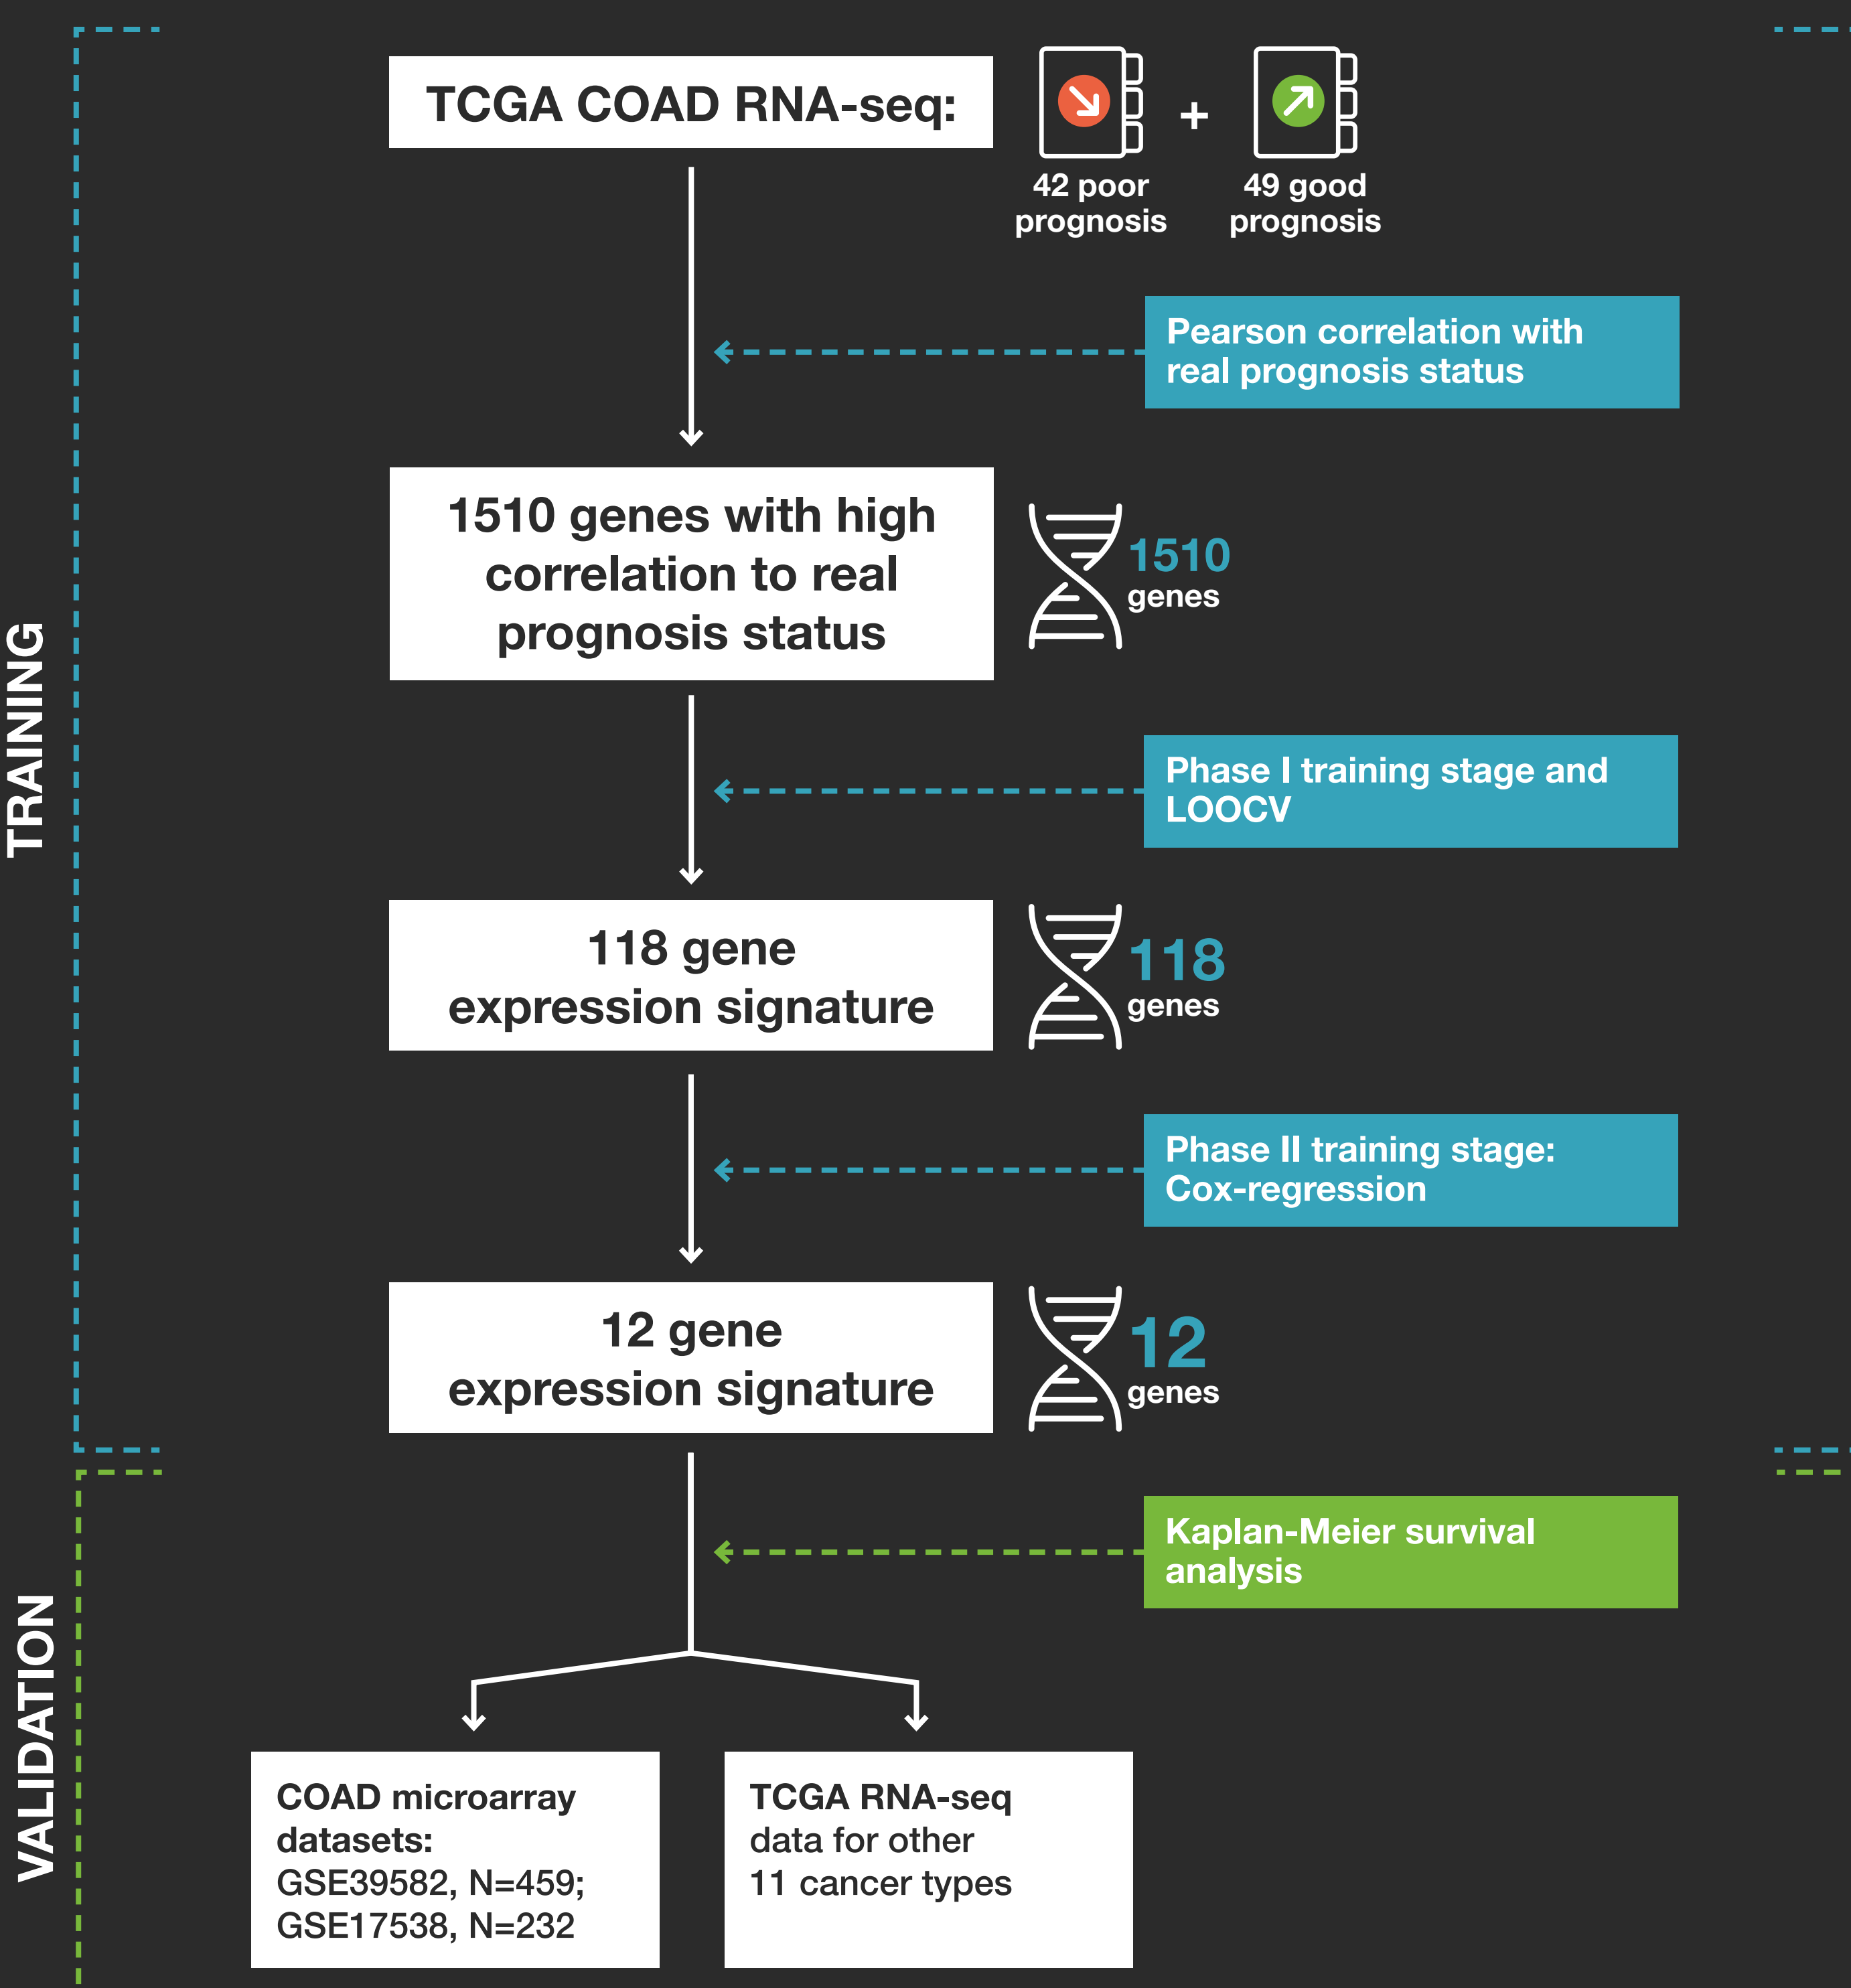 TCGA COAD RNA-seq:
42 poor
prognosis
+
49 good
prognosis
Pearson correlation with
real prognosis status
1510 genes with high
correlation to real
prognosis status
1510
genes
TRAINING
Phase I training stage and
LOOCV
118 gene
expression signature
118
genes
Phase II training stage:
Cox-regression
12 gene
expression signature
12
genes
Kaplan-Meier survival
analysis
VALIDATION
COAD microarray
datasets:
GSE39582, N=459;
GSE17538, N=232
TCGA RNA-seq
data for other
11 cancer types